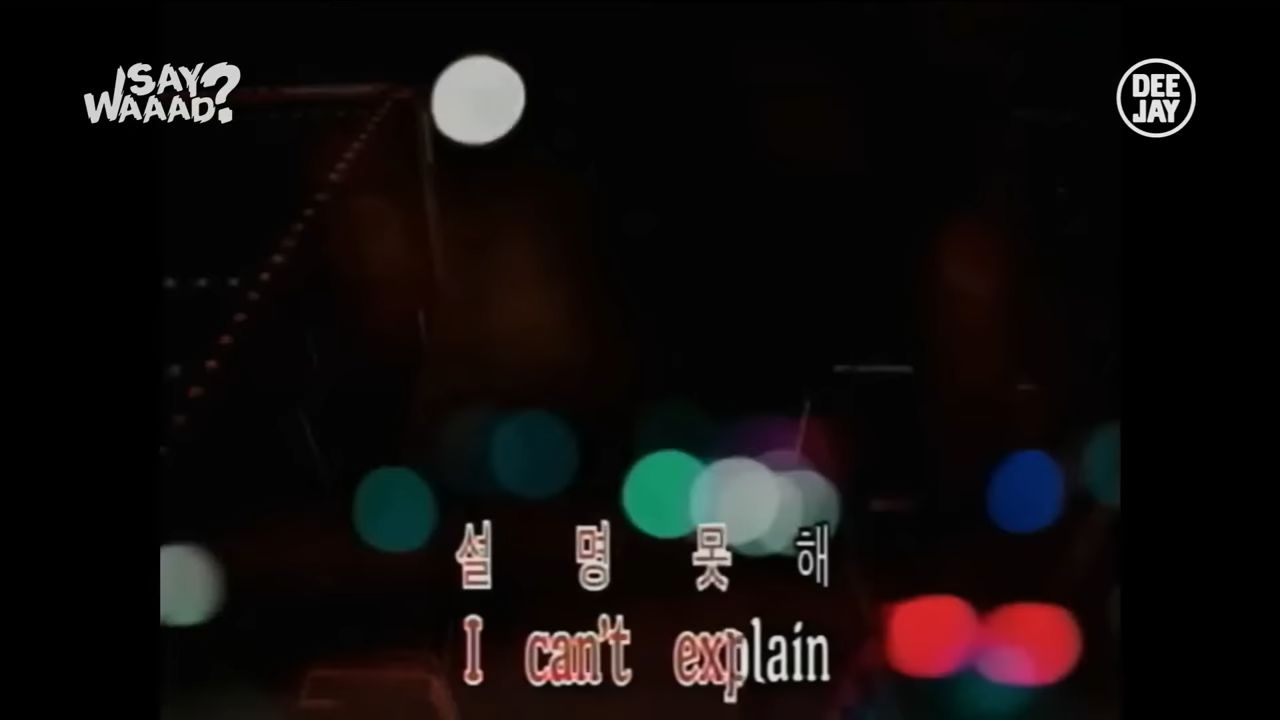 SAY
WAAAD?
DEE
JAY
설 명 못 해
I can't explain